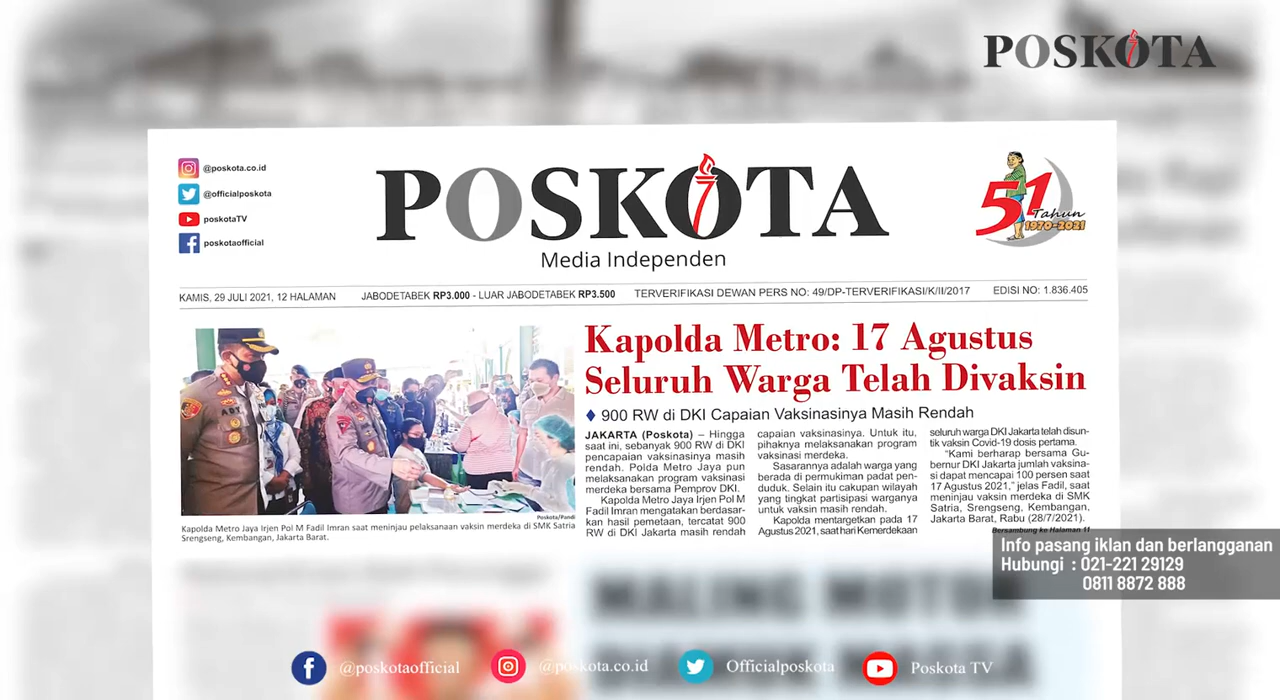 POSKOTA
@poskota.co.id
@officialposkota
poskotaTV
poskotaofficial
POSKOTA
Media Independen
51
Tahun
1970-2021
KAMIS, 29 JULI 2021, 12 HALAMAN
JABODETABEK RP3.000 - LUAR JABODETABEK RP3.500
TERVERIFIKASI DEWAN PERS NO: 49/DP-TERVERIFIKASI/K/II/2017
EDISI NO: 1.836.405
ADY
Poskota/Fandi
Kapolda Metro Jaya Irjen Pol M Fadil Imran saat meninjau pelaksanaan vaksin merdeka di SMK Satria
Srengseng, Kembangan, Jakarta Barat.
Kapolda Metro: 17 Agustus
Seluruh Warga Telah Divaksin
♦ 900 RW di DKI Capaian Vaksinasinya Masih Rendah
JAKARTA (Poskota) – Hingga
saat ini, sebanyak 900 RW di DKI
pencapaian vaksinasinya masih
rendah. Polda Metro Jaya pun
melaksanakan program vaksinasi
merdeka bersama Pemprov DKI.
Kapolda Metro Jaya Irjen Pol M
Fadil Imran mengatakan berdasar-
kan hasil pemetaan, tercatat 900
RW di DKI Jakarta masih rendah
capaian vaksinasinya. Untuk itu,
pihaknya melaksanakan program
vaksinasi merdeka.
Sasarannya adalah warga yang
berada di permukiman padat pen-
duduk. Selain itu cakupan wilayah
yang tingkat partisipasi warganya
untuk vaksin masih rendah.
Kapolda mentargetkan pada 17
Agustus 2021, saat hari Kemerdekaan
seluruh warga DKI Jakarta telah disun-
tik vaksin Covid-19 dosis pertama.
"Kami berharap bersama Gu-
bernur DKI Jakarta jumlah vaksina-
si dapat mencapai 100 persen saat
17 Agustus 2021," jelas Fadil, saat
meninjau vaksin merdeka di SMK
Satria, Srengseng, Kembangan,
Jakarta Barat, Rabu (28/7/2021).
Bersambung ke Halaman 11
Info pasang iklan dan berlangganan
Hubungi : 021-221 29129
0811 8872 888
MALING MOTOR
@poskotaofficial
@poskota.co.id
Officialposkota
Poskota TV